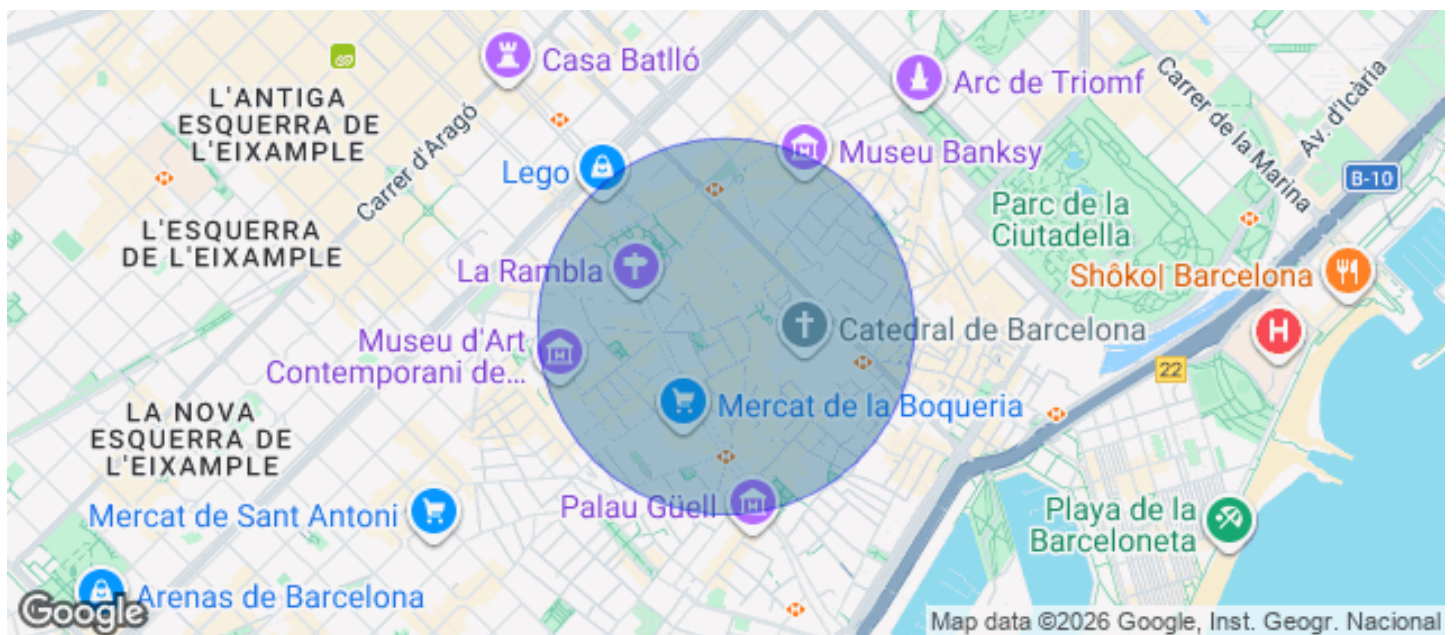 Casa Batlló
Arc de Triomf
Carrer de la Marina
Av. d'Icària
L'ANTIGA
ESQUERRA DE
L'EIXAMPLE
Carrer d'Aragó
Lego
Museu Banksy
B-10
Parc de la
Ciutadella
L'ESQUERRA
DE L'EIXAMPLE
La Rambla
Shôko| Barcelona
Museu d'Art
Contemporani de...
Catedral de Barcelona
H
22
LA NOVA
ESQUERRA DE
L'EIXAMPLE
Mercat de la Boqueria
Mercat de Sant Antoni
Palau Güell
Playa de la
Barceloneta
Arenas de Barcelona
Google
Map data ©2026 Google, Inst. Geogr. Nacional